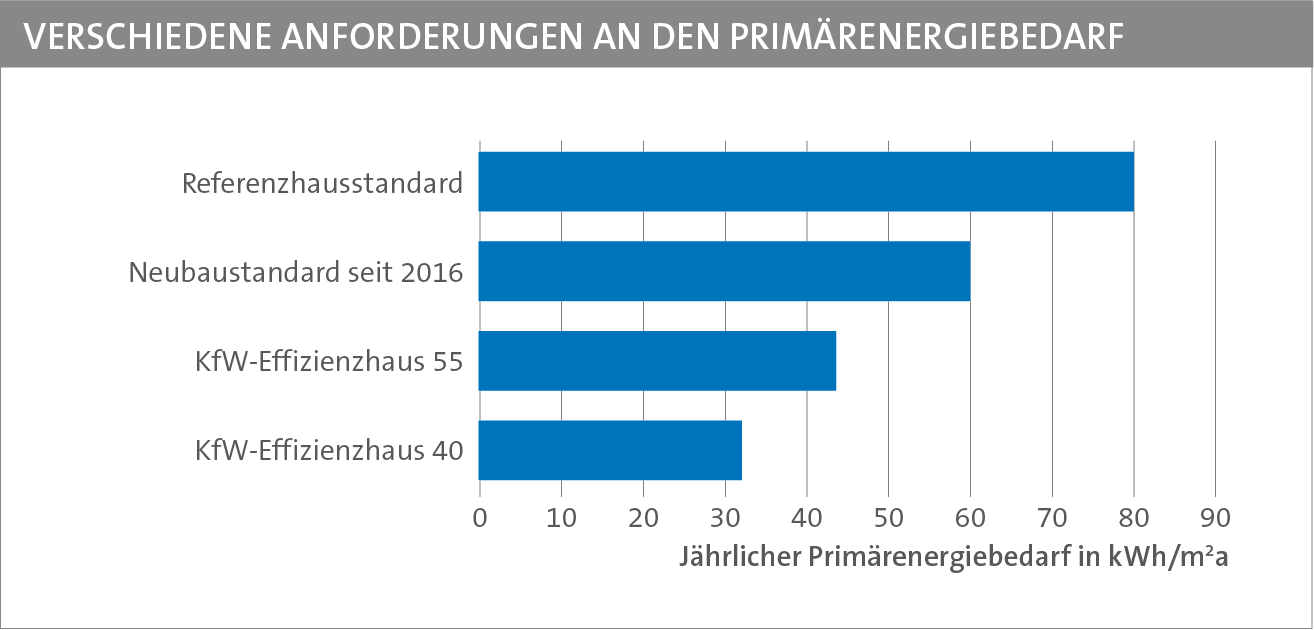 VERSCHIEDENE ANFORDERUNGEN AN DEN PRIMÄRENERGIEBEDARF
Referenzhausstandard
Neubaustandard seit 2016
KfW-Effizienzhaus 55
KfW-Effizienzhaus 40
0 10 20 30 40 50 60 70 80 90
Jährlicher Primärenergiebedarf in kWh/m²a